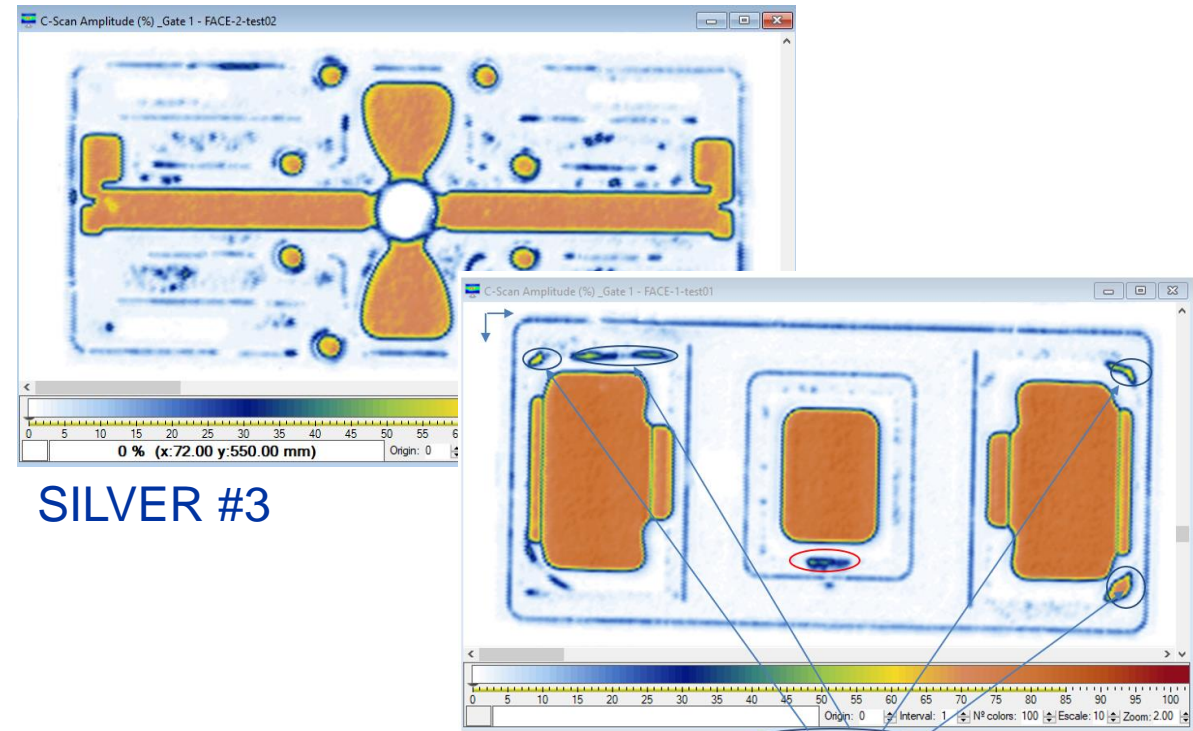 C-Scan Amplitude (%) _Gate 1 - FACE-2-test02
0 5 10 15 20 25 30 35 40 45 50 55
0 % (x:72.00 y:550.00 mm) Origin: 0
SILVER #3
C-Scan Amplitude (%) _Gate 1 - FACE-1-test01
0 5 10 15 20 25 30 35 40 45 50 55 60 65 70 75 80 85 90 95 100
Origin: 0 Interval: 1 Nº colors: 100 Escale: 10 Zoom: 2.00